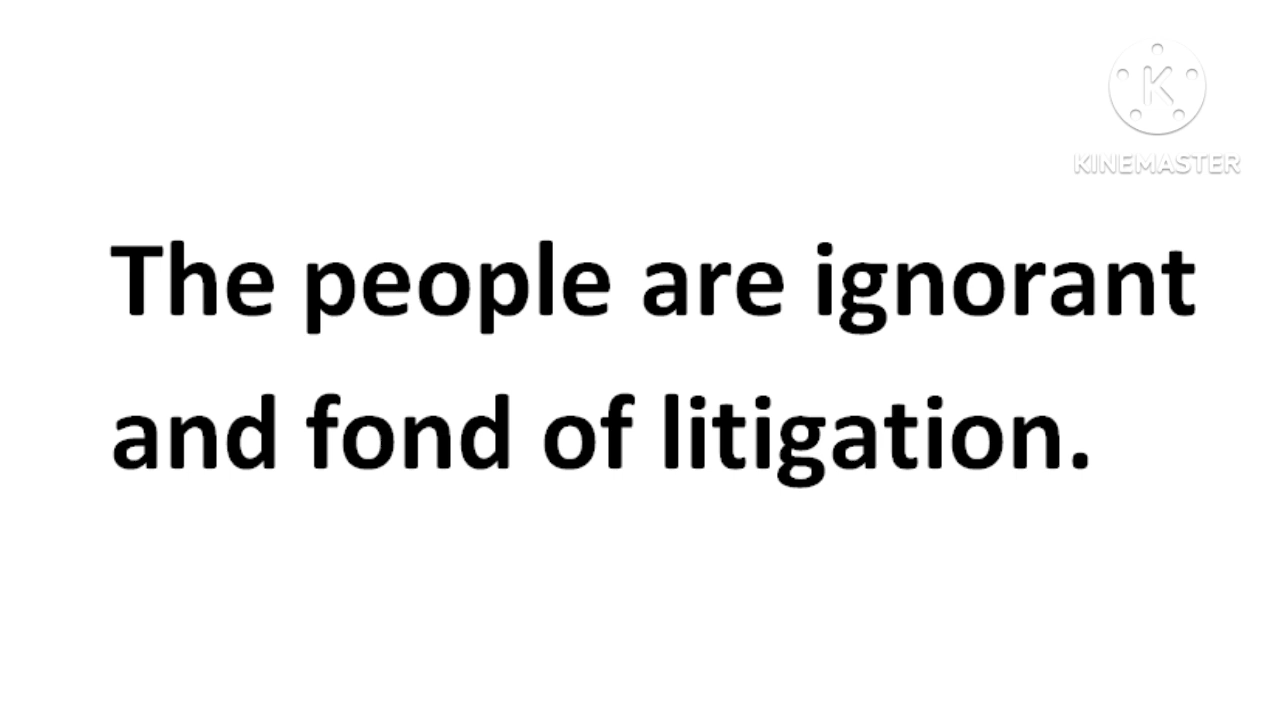 KINEMASTER
The people are ignorant
and fond of litigation.